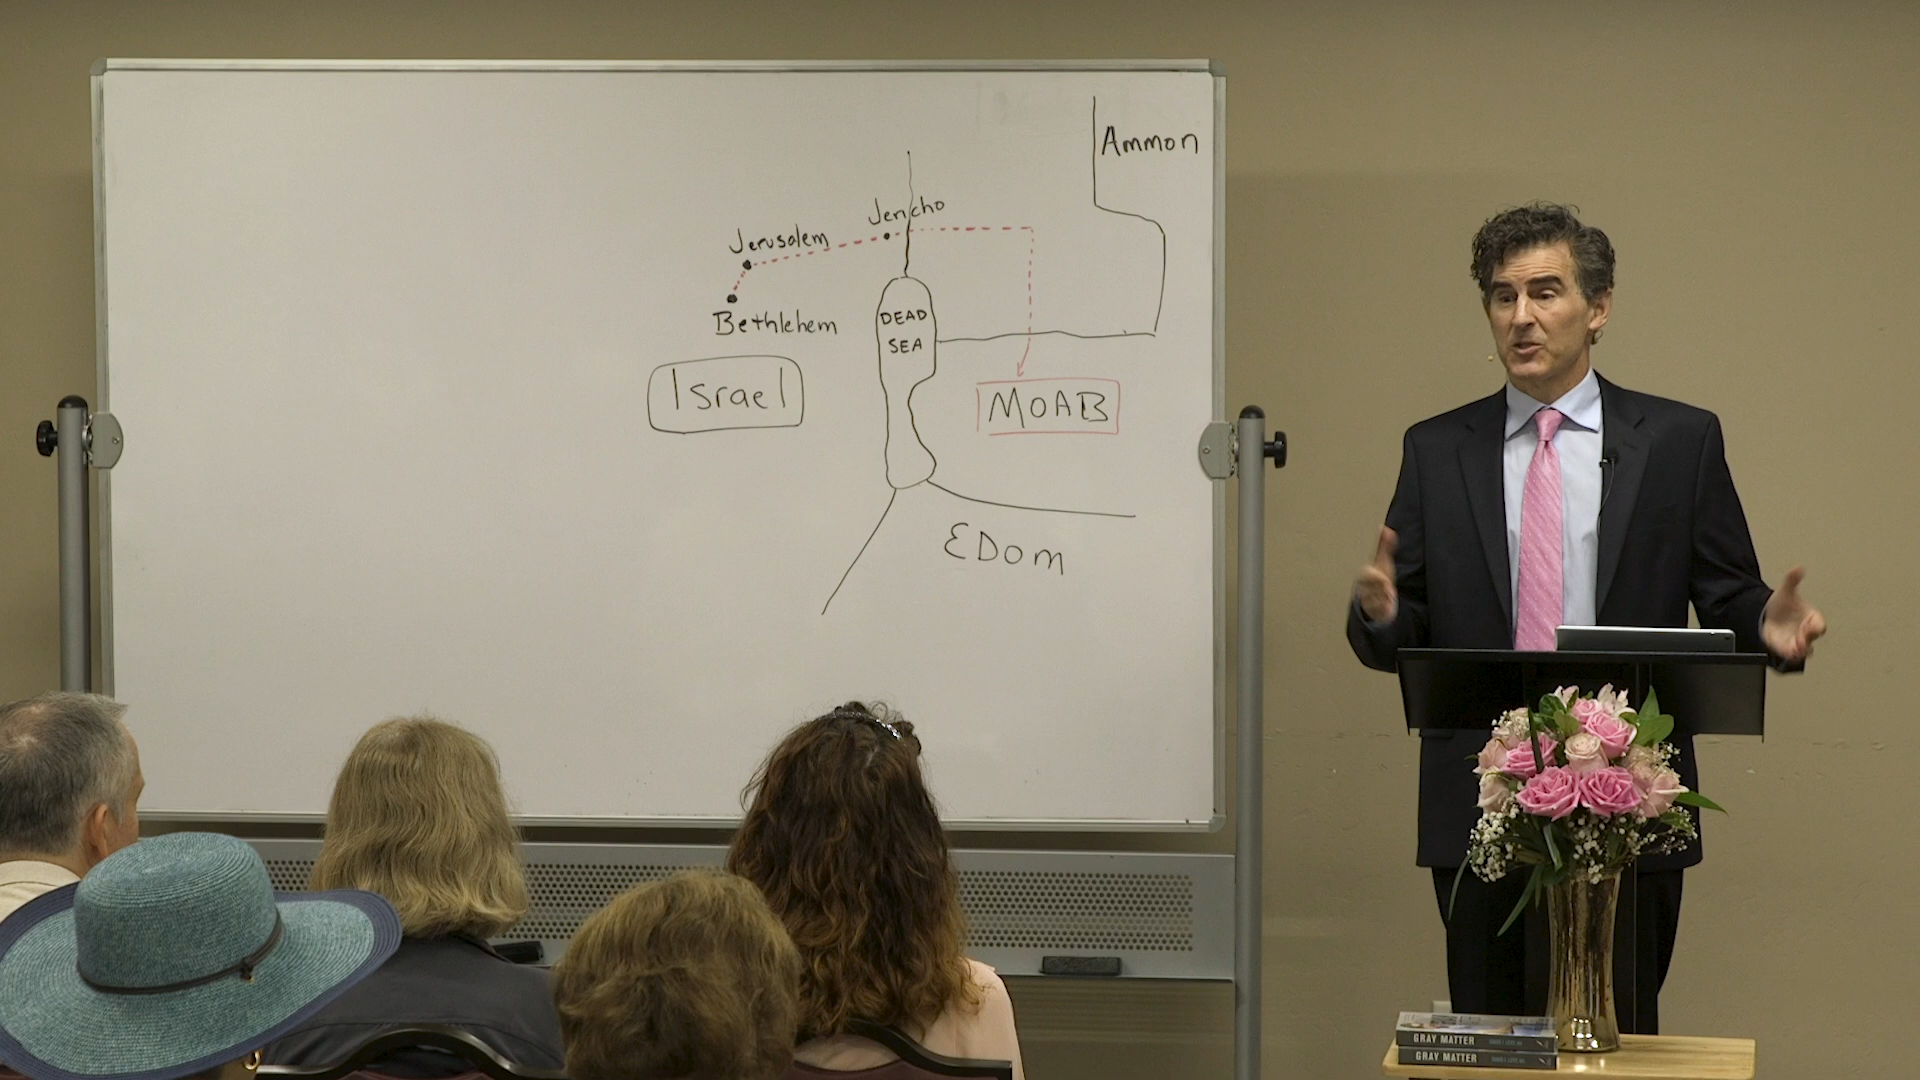 Ammon
Jericho
Jerusalem
Bethlehem
DEAD
SEA
Israel
MOAB
EDom
GRAY MATTER
GRAY MATTER